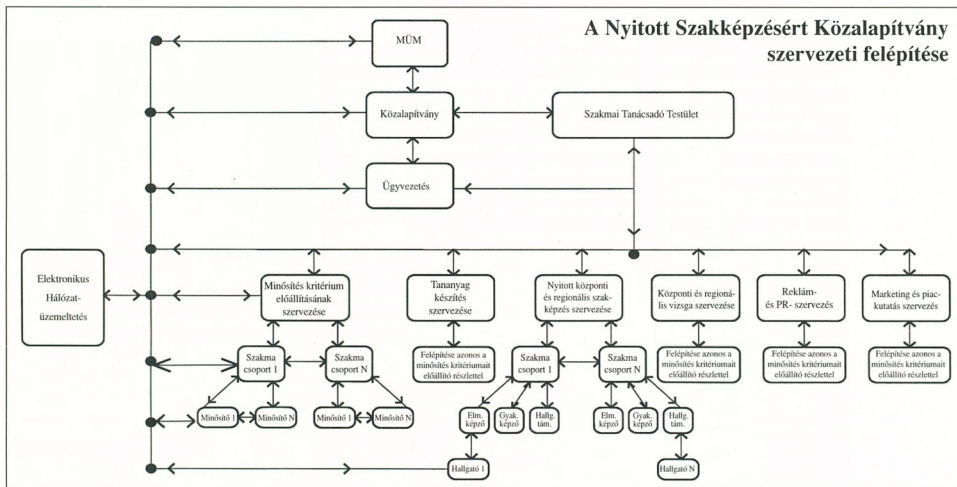 A Nyitott Szakképzésért Közalapítvány
szervezeti felépítése
MÜM
Közalapítvány
Szakmai Tanácsadó Testület
Ügyvezetés
Elektronikus
Hálózat-
üzemeltetés
Minősítés kritérium
előállításának
szervezése
Tananyag
készítés
szervezése
Nyitott központi
és regionális szak-
képzés szervezése
Központi és regioná-
lis vizsga szervezése
Reklám-
és PR- szervezés
Marketing és piac-
kutatás szervezés
Szakma
csoport 1
Szakma
csoport N
Felépítése azonos a
minősítés kritériumait
előállító részlettel
Szakma
csoport 1
Szakma
csoport N
Felépítése azonos a
minősítés kritériumait
előállító részlettel
Felépítése azonos a
minősítés kritériumait
előállító részlettel
Felépítése azonos a
minősítés kritériumait
előállító részlettel
Minősítő 1
Minősítő N
Minősítő 1
Minősítő N
Elm.
képző
Gyak.
képző
Hallg.
tám.
Elm.
képző
Gyak.
képző
Hallg.
tám.
Hallgató 1
Hallgató N